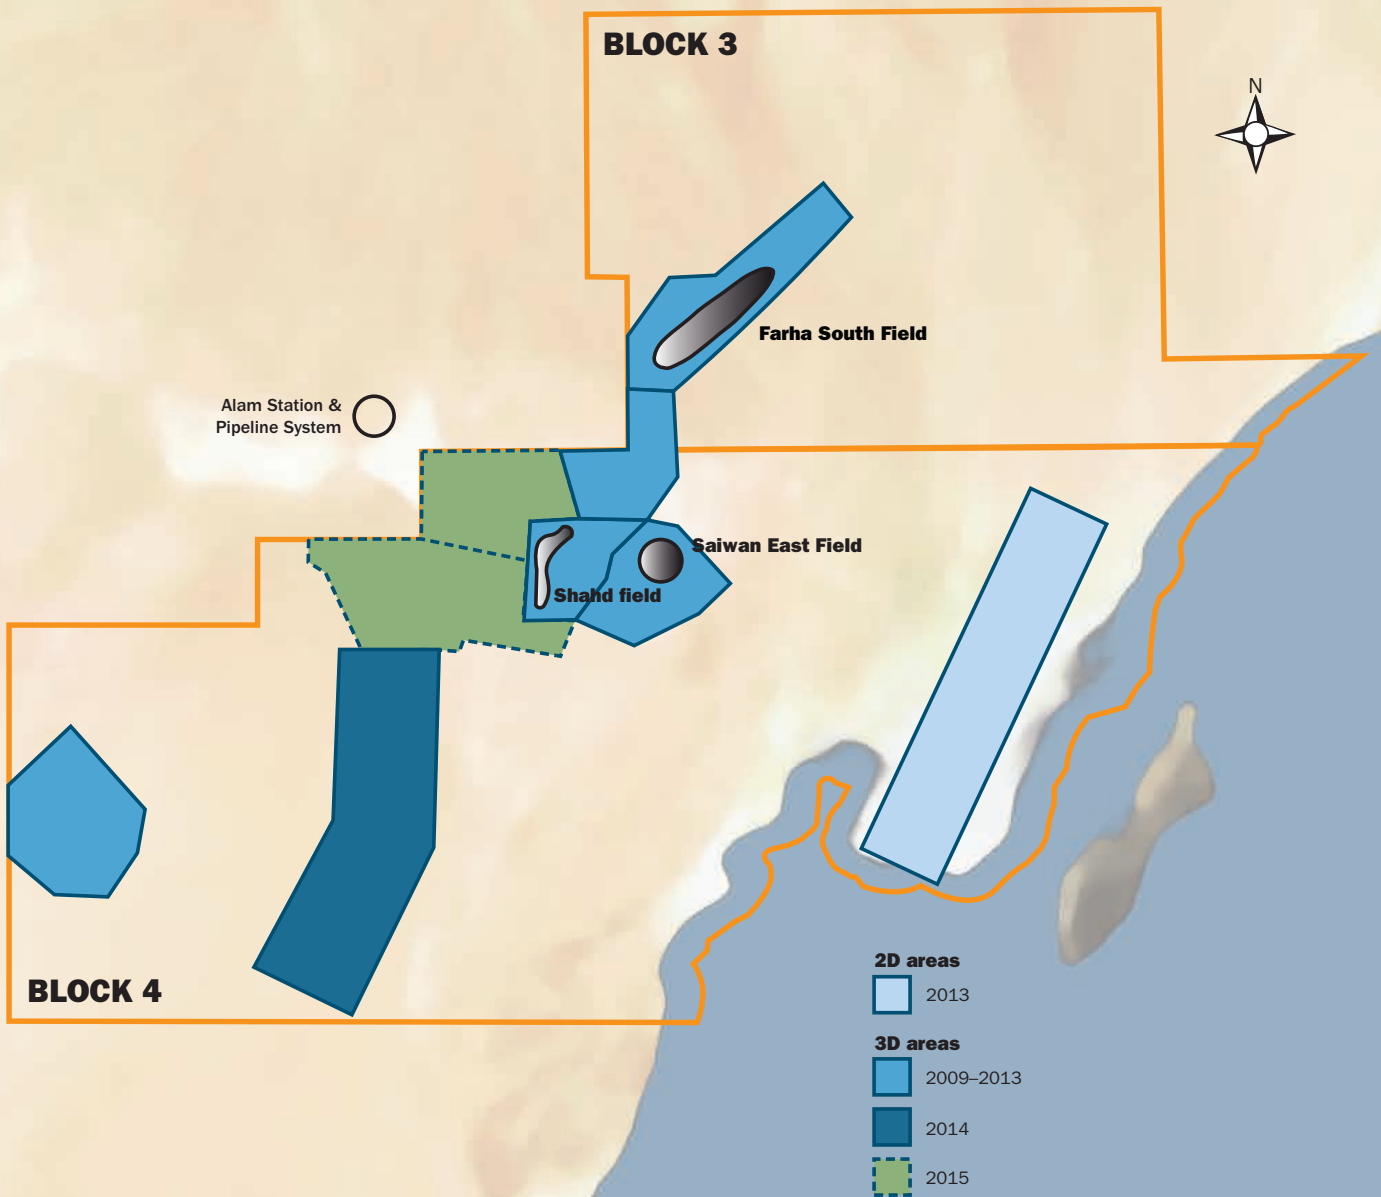 BLOCK 3
N
Farha South Field
Alam Station &
Pipeline System
Saiwan East Field
Shahd field
BLOCK 4
2D areas
2013
3D areas
2009–2013
2014
2015